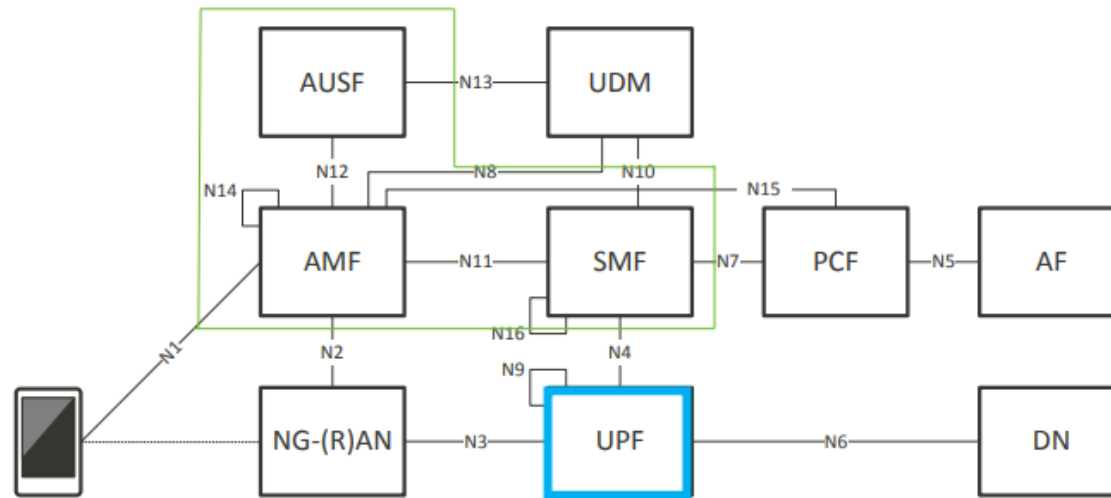 AUSF
N13
UDM
N12
N8
N10
N14
N15
AMF
N11
SMF
N7
PCF
N5
AF
N16
N1
N2
N4
N9
NG-(R)AN
N3
UPF
N6
DN